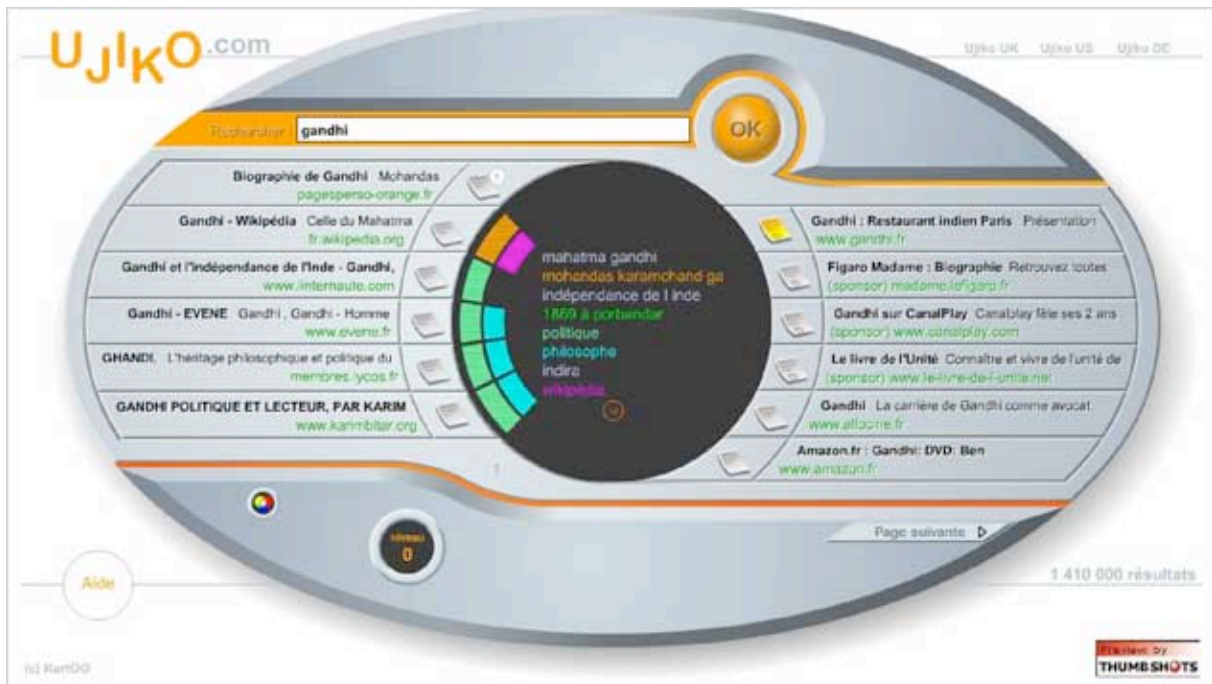 UJIKO.com
Ujiko UK Ujiko US Ujiko DE
Rechercher gandhi OK
Biographie de Gandhi Mohandas
pagesperso-orange.fr
Gandhi - Wikipédia Celle du Mahatma
fr.wikipedia.org
Gandhi et l'indépendance de l'Inde - Gandhi,
www.linternaute.com
Gandhi - EVENE Gandhi , Gandhi - Homme
www.evene.fr
GHANDI. L'héritage philosophique et politique du
membres.lycos.fr
GANDHI POLITIQUE ET LECTEUR, PAR KARIM
www.karimbitar.org
mahatma gandhi
mohandas karamchand ga
indépendance de l inde
1869 à porbandar
politique
philosophe
indira
wikipédia
Gandhi : Restaurant indien Paris Présentation
www.gandhi.fr
Figaro Madame : Biographie Retrouvez toutes
(sponsor) madame.lefigaro.fr
Gandhi sur CanalPlay Canalplay fête ses 2 ans
(sponsor) www.canalplay.com
Le livre de l'Unité Connaître et vivre de l'unité de
(sponsor) www.le-livre-de-l-unite.net
Gandhi La carrière de Gandhi comme avocat
www.allocine.fr
Amazon.fr : Gandhi: DVD: Ben
www.amazon.fr
1
NIVEAU
0
Page suivante
Aide
1 410 000 résultats
(c) KartOO
Preview by
THUMBSHOTS